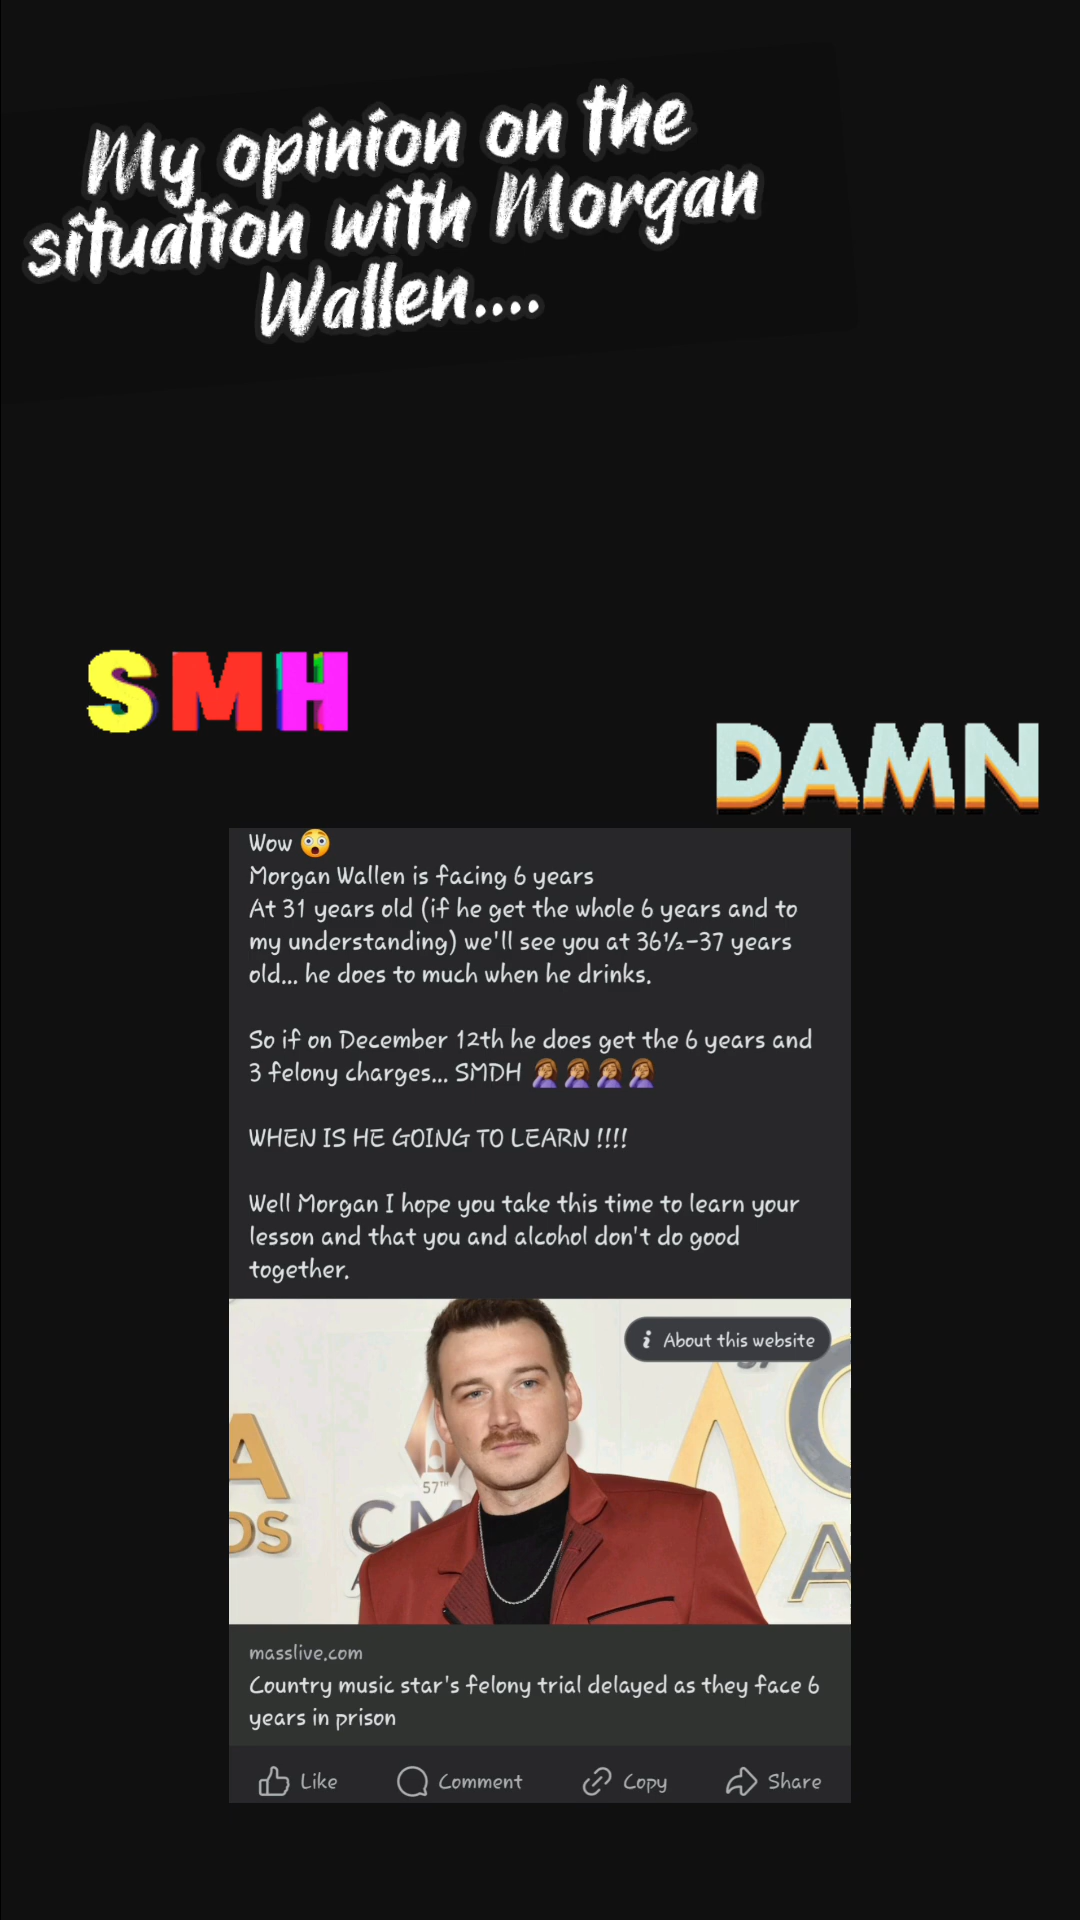 My opinion on the
situation with Morgan
Wallen....
SMH
DAMN
Wow 😲
Morgan Wallen is facing 6 years
At 31 years old (if he get the whole 6 years and to
my understanding) we'll see you at 36½-37 years
old... he does to much when he drinks.
So if on December 12th he does get the 6 years and
3 felony charges... SMDH 🤦🏾‍♀️🤦🏾‍♀️🤦🏾‍♀️🤦🏾‍♀️
WHEN IS HE GOING TO LEARN !!!!
Well Morgan I hope you take this time to learn your
lesson and that you and alcohol don't do good
together.
i About this website
A
DS
57TH
CM
A
A
masslive.com
Country music star's felony trial delayed as they face 6
years in prison
Like Comment Copy Share